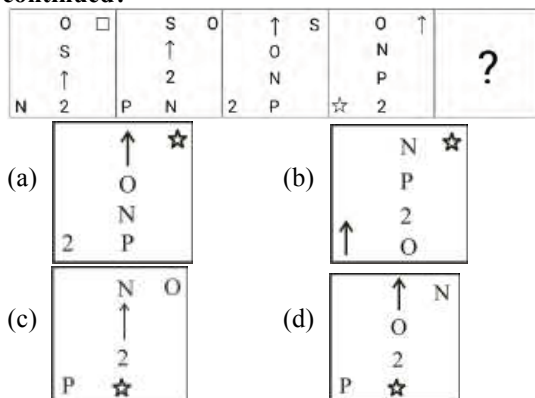 continued?
O □ S O ↑ S O ↑
S ↑ O N
↑ 2 N P ?
N 2 P N 2 P ☆ 2
(a) ↑ ☆ O N 2 P
(b) N ☆ P 2 ↑ O
(c) N O ↑ 2 P ☆
(d) ↑ N O 2 P ☆